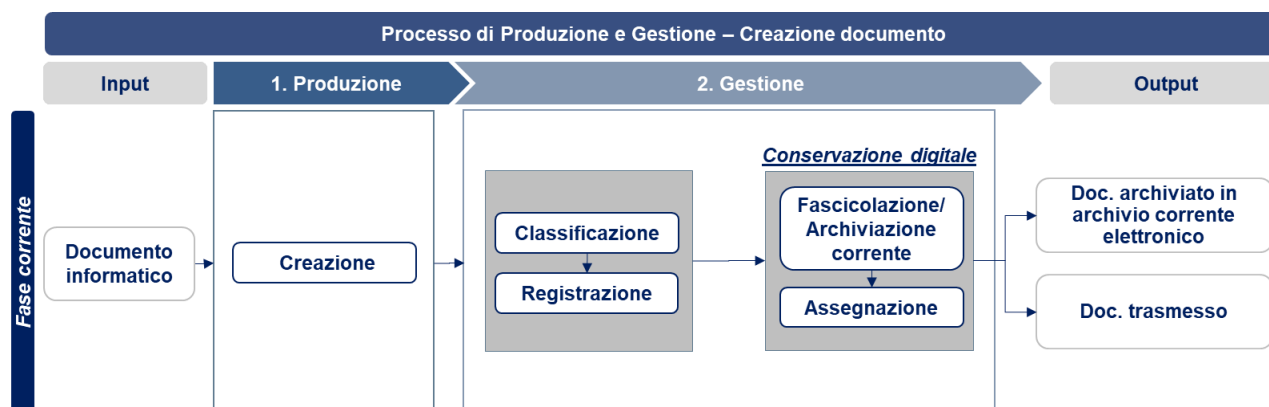 Processo di Produzione e Gestione – Creazione documento
Input
1. Produzione
2. Gestione
Output
Fase corrente
Documento
informatico
Creazione
Classificazione
Registrazione
Conservazione digitale
Fascicolazione/
Archiviazione
corrente
Assegnazione
Doc. archiviato in
archivio corrente
elettronico
Doc. trasmesso